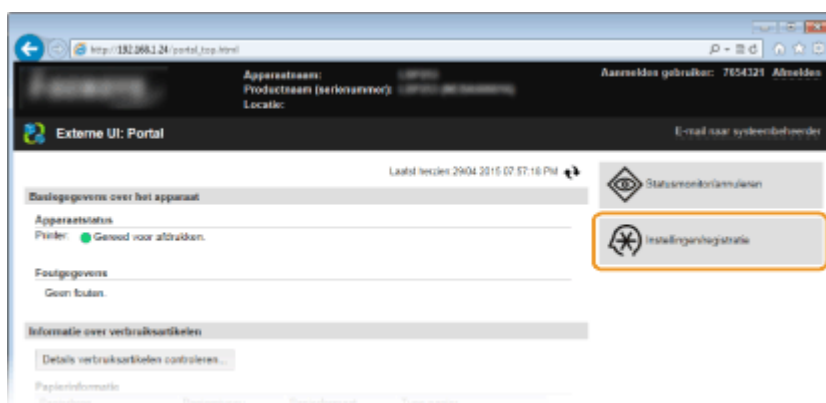 http://192.168.1.24/portal_top.html
Apparaatnaam:
Productnaam (serienummer):
Locatie:
Aanmelden gebruiker: 7654321 Afmelden
Externe UI: Portal
E-mail naar systeembeheerder
Laatst herzien 29/04 2015 07:57:18 PM
Statusmonitor/annuleren
Basisgegevens over het apparaat
Apparaatstatus
Printer: Gereed voor afdrukken.
Instellingen/registratie
Foutgegevens
Geen fouten.
Informatie over verbruiksartikelen
Details verbruiksartikelen controleren...
Papierinformatie